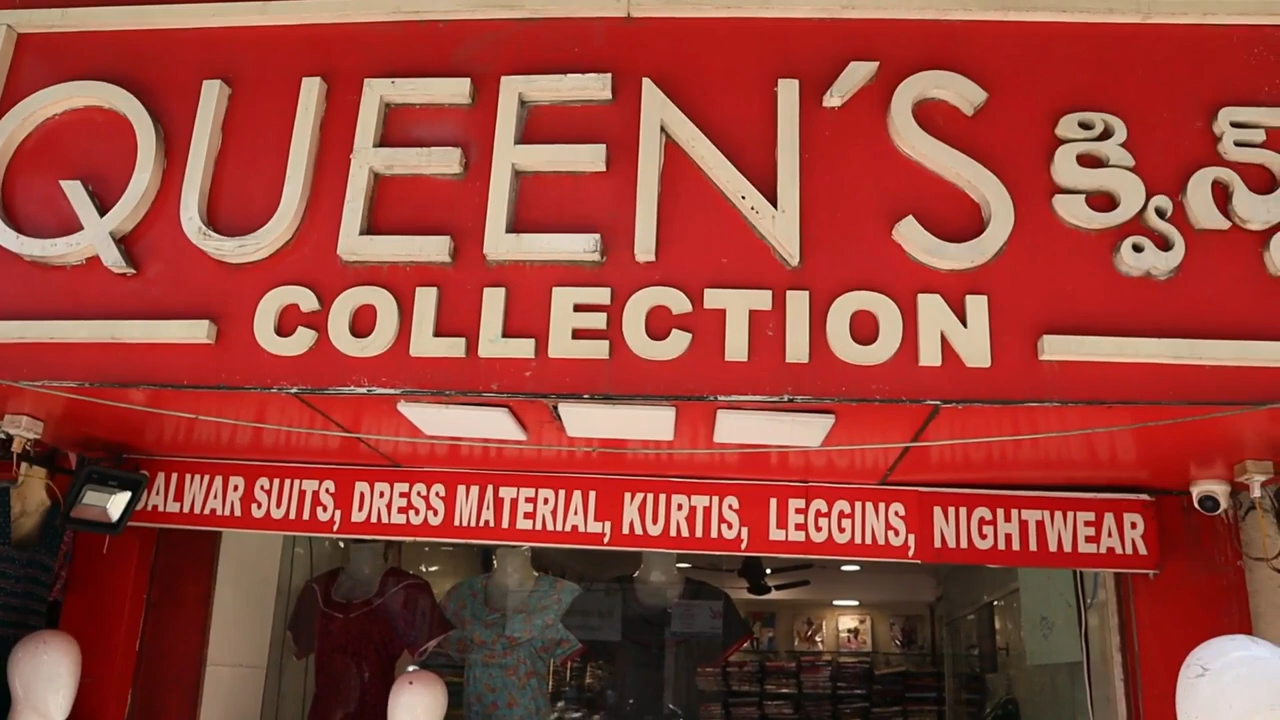 QUEEN'S క్వీన్స్
COLLECTION
SALWAR SUITS, DRESS MATERIAL, KURTIS, LEGGINS, NIGHTWEAR